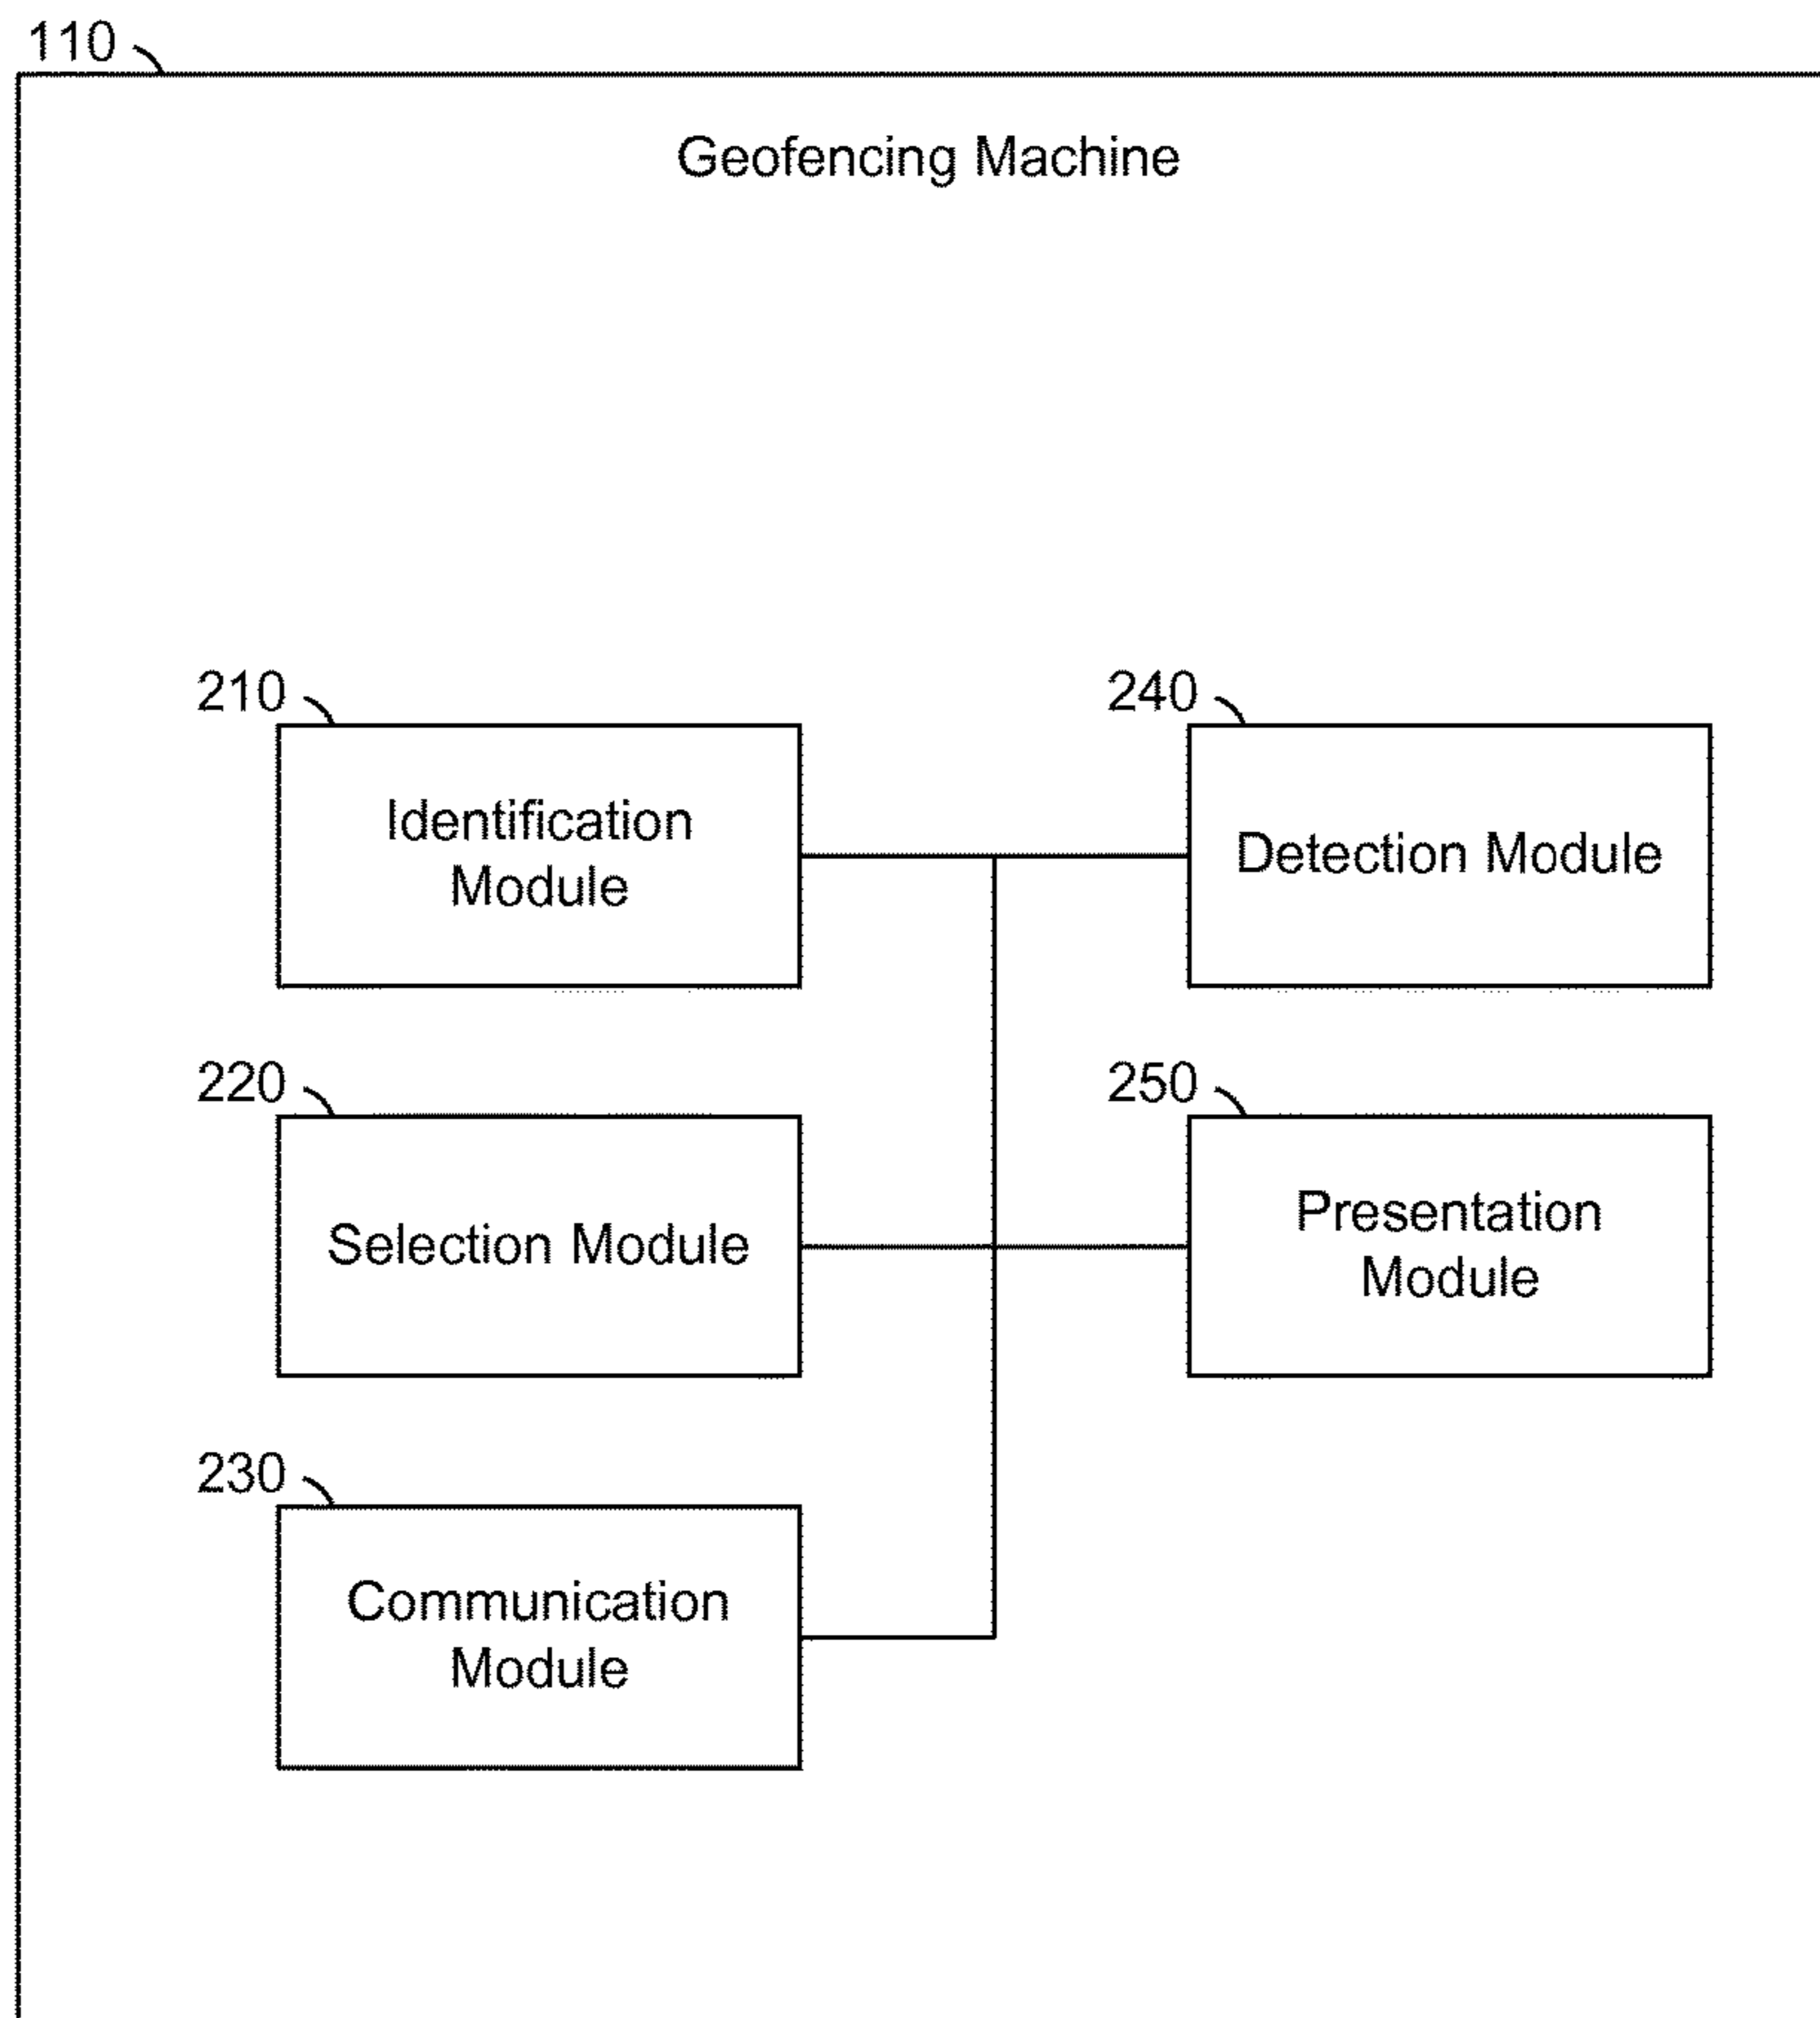 110
Geofencing Machine
210
Identification
Module
240
Detection Module
220
Selection Module
250
Presentation
Module
230
Communication
Module